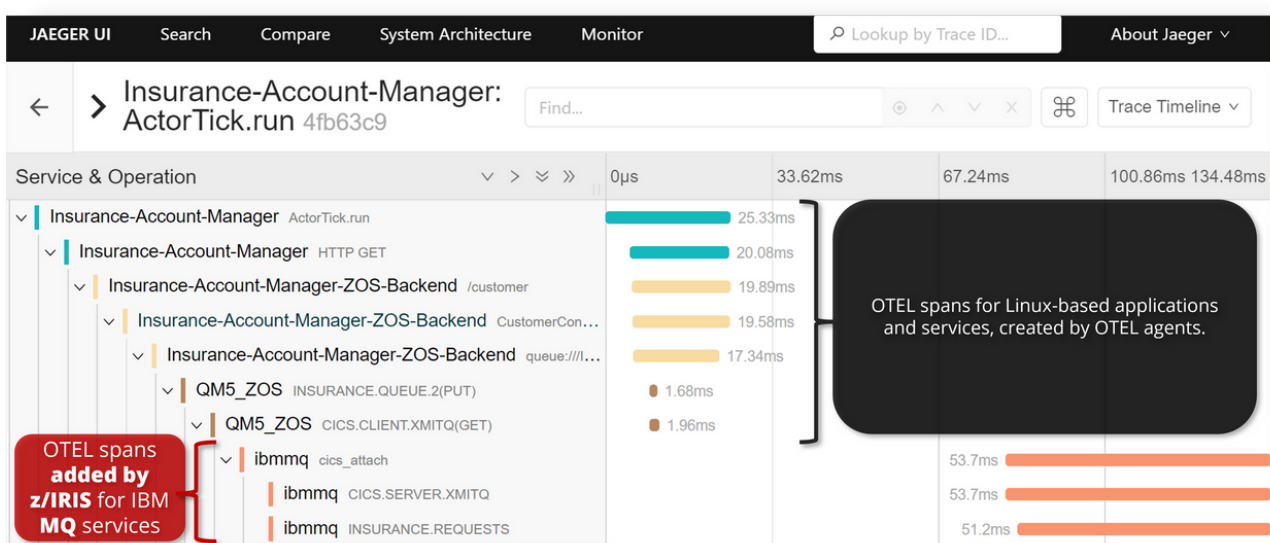 JAEGER UI Search Compare System Architecture Monitor Lookup by Trace ID... About Jaeger
Insurance-Account-Manager:
ActorTick.run 4fb63c9
Find...
Trace Timeline
Service & Operation 0μs 33.62ms 67.24ms 100.86ms 134.48ms
Insurance-Account-Manager ActorTick.run 25.33ms
Insurance-Account-Manager HTTP GET 20.08ms
Insurance-Account-Manager-ZOS-Backend /customer 19.89ms
Insurance-Account-Manager-ZOS-Backend CustomerCon... 19.58ms
Insurance-Account-Manager-ZOS-Backend queue:///I... 17.34ms
QM5_ZOS INSURANCE.QUEUE.2(PUT) 1.68ms
QM5_ZOS CICS.CLIENT.XMITQ(GET) 1.96ms
ibmmq cics_attach 53.7ms
ibmmq CICS.SERVER.XMITQ 53.7ms
ibmmq INSURANCE.REQUESTS 51.2ms
OTEL spans for Linux-based applications
and services, created by OTEL agents.
OTEL spans
added by
z/IRIS for IBM
MQ services